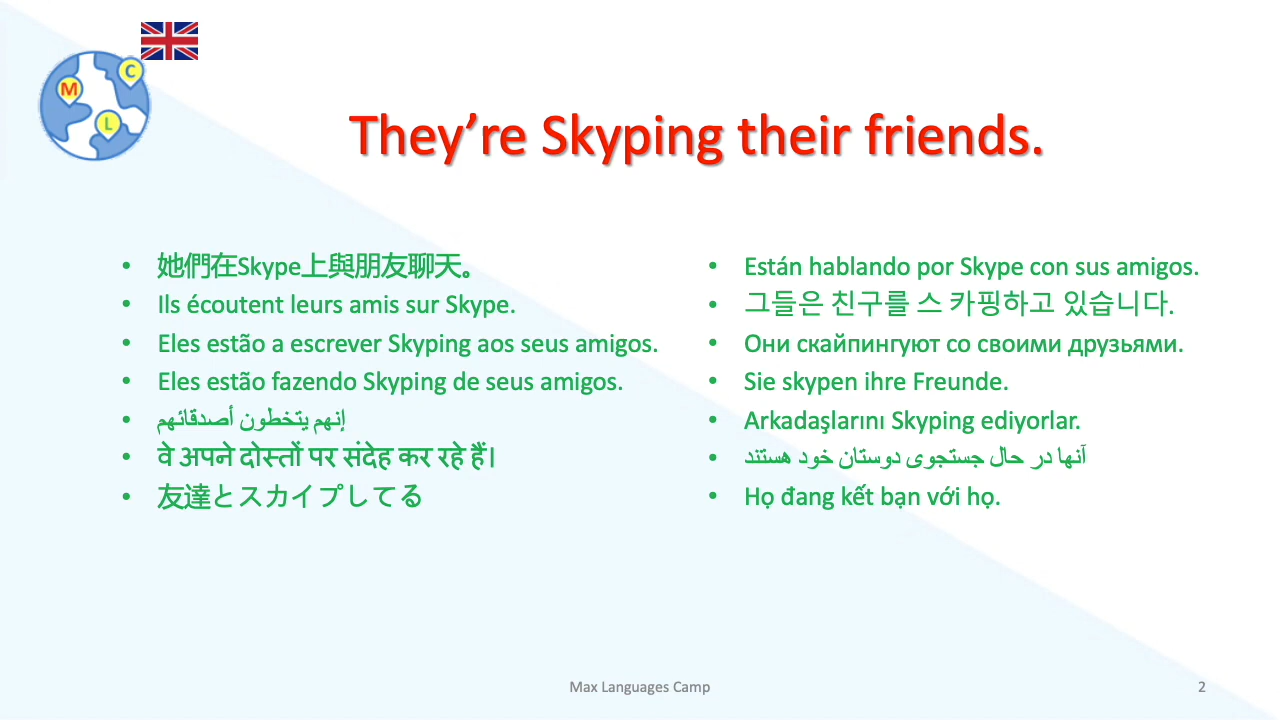 M
C
L
They’re Skyping their friends.
她們在Skype上與朋友聊天。
Ils écoutent leurs amis sur Skype.
Eles estão a escrever Skyping aos seus amigos.
Eles estão fazendo Skyping de seus amigos.
إنهم يتخطون أصدقائهم
वे अपने दोस्तों पर संदेह कर रहे हैं।
友達とスカイプしてる
Están hablando por Skype con sus amigos.
그들은 친구를 스 카핑하고 있습니다.
Они скайпингуют со своими друзьями.
Sie skypen ihre Freunde.
Arkadaşlarını Skyping ediyorlar.
آنها در حال جستجوی دوستان خود هستند
Họ đang kết bạn với họ.
Max Languages Camp
2